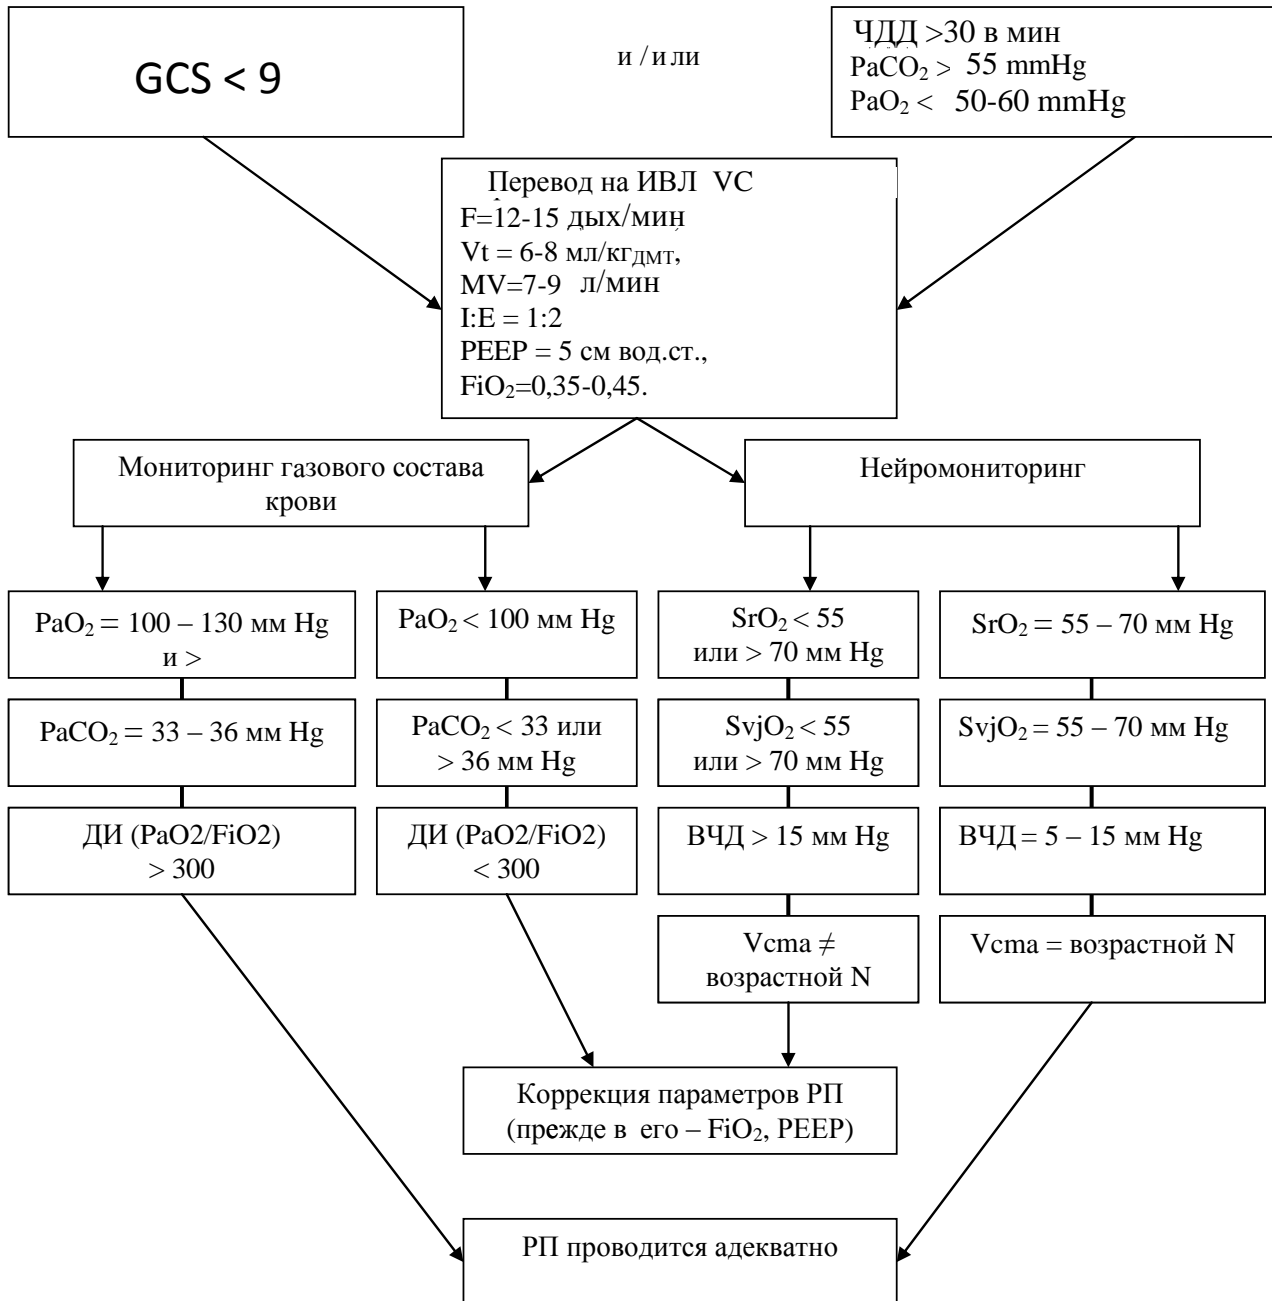 GCS < 9
и / или
ЧДД >30 в мин
PaCO₂ > 55 mmHg
PaO₂ < 50-60 mmHg
Перевод на ИВЛ VC
F=12-15 дых/мин
Vt = 6-8 мл/кгДМТ,
MV=7-9 л/мин
I:E = 1:2
PEEP = 5 см вод.ст.,
FiO₂=0,35-0,45.
Мониторинг газового состава
крови
Нейромониторинг
PaO₂ = 100 – 130 мм Hg
и >
PaO₂ < 100 мм Hg
SrO₂ < 55
или > 70 мм Hg
SrO₂ = 55 – 70 мм Hg
PaCO₂ = 33 – 36 мм Hg
PaCO₂ < 33 или
> 36 мм Hg
SvjO₂ < 55
или > 70 мм Hg
SvjO₂ = 55 – 70 мм Hg
ДИ (PaO2/FiO2)
> 300
ДИ (PaO2/FiO2)
< 300
ВЧД > 15 мм Hg
ВЧД = 5 – 15 мм Hg
Vcma ≠
возрастной N
Vcma = возрастной N
Коррекция параметров РП
(прежде в его – FiO₂, PEEP)
РП проводится адекватно